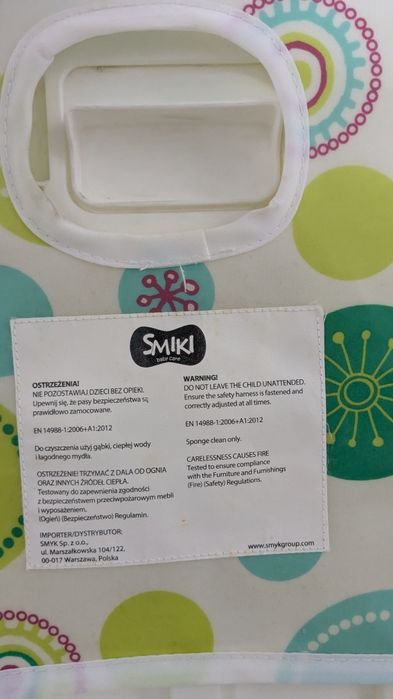 SMIKI
baby care
OSTRZEŻENIA!
NIE POZOSTAWIAJ DZIECI BEZ OPIEKI.
Upewnij się, że pasy bezpieczeństwa są
prawidłowo zamocowane.
EN 14988-1:2006+A1:2012
Do czyszczenia użyj gąbki, ciepłej wody
i łagodnego mydła.
OSTRZEŻENIE! TRZYMAĆ Z DALA OD OGNIA
ORAZ INNYCH ŹRÓDEŁ CIEPŁA.
Testowany do zapewnienia zgodności
z bezpieczeństwem przeciwpożarowym mebli
i wyposażeniem.
(Ogień) (Bezpieczeństwo) Regulamin.
IMPORTER/DYSTRYBUTOR:
SMYK Sp. z o.o.,
ul. Marszałkowska 104/122,
00-017 Warszawa, Polska
WARNING!
DO NOT LEAVE THE CHILD UNATTENDED.
Ensure the safety harness is fastened and
correctly adjusted at all times.
EN 14988-1:2006+A1:2012
Sponge clean only.
CARELESSNESS CAUSES FIRE
Tested to ensure compliance
with the Furniture and Furnishings
(Fire) (Safety) Regulations.
www.smykgroup.com